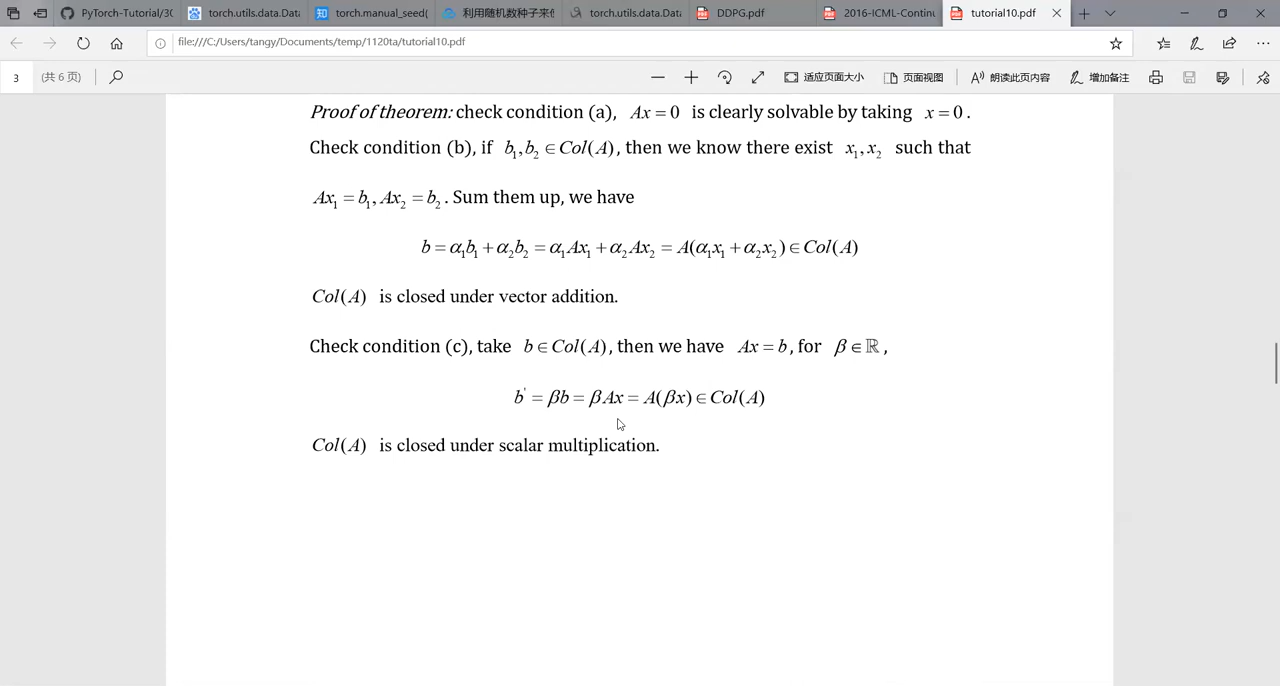 PyTorch-Tutorial/30
torch.utils.data.Data
torch.manual_seed(
利用随机数种子来使
torch.utils.data.Data
DDPG.pdf
2016-ICML-Continu
tutorial10.pdf
file:///C:/Users/tangy/Documents/temp/1120ta/tutorial10.pdf
3 (共 6 页) 适应页面大小 页面视图 朗读此页内容 增加备注
Proof of theorem: check condition (a), Ax = 0 is clearly solvable by taking x = 0 .
Check condition (b), if b₁, b₂ ∈ Col(A), then we know there exist x₁, x₂ such that
Ax₁ = b₁, Ax₂ = b₂ . Sum them up, we have
b = α₁b₁ + α₂b₂ = α₁Ax₁ + α₂Ax₂ = A(α₁x₁ + α₂x₂) ∈ Col(A)
Col(A) is closed under vector addition.
Check condition (c), take b ∈ Col(A), then we have Ax = b, for β ∈ ℝ ,
b' = βb = βAx = A(βx) ∈ Col(A)
Col(A) is closed under scalar multiplication.